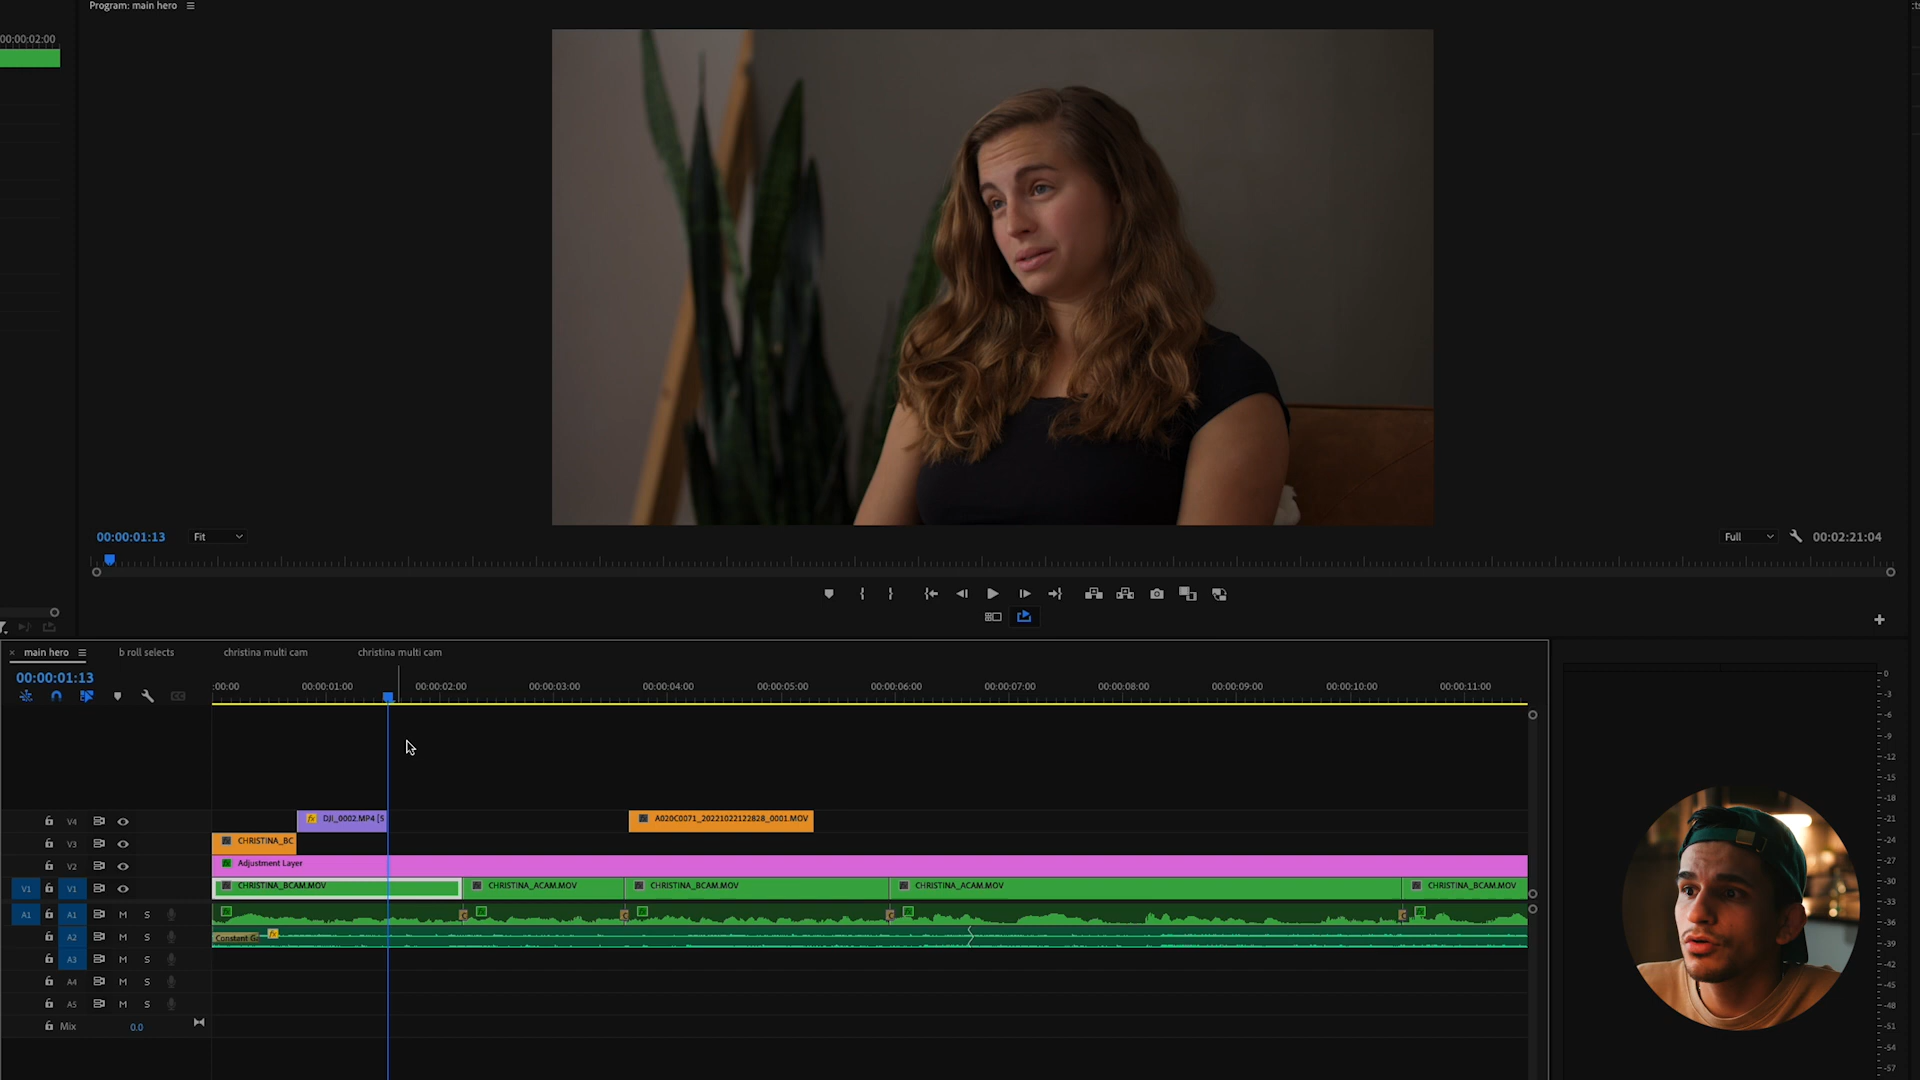 Program: main hero
00:00:02:00
00:00:01:13
Fit
Full
00:02:21:04
× main hero
b roll selects
christina multi cam
christina multi cam
00:00:01:13
:00:00
00:00:01:00
00:00:02:00
00:00:03:00
00:00:04:00
00:00:05:00
00:00:06:00
00:00:07:00
00:00:08:00
00:00:09:00
00:00:10:00
00:00:11:00
V4
fx DJI_0002.MP4 [S
A020C0071_20221022122828_0001.MOV
V3
CHRISTINA_BC
V2
Adjustment Layer
V1
V1
CHRISTINA_BCAM.MOV
CHRISTINA_ACAM.MOV
CHRISTINA_BCAM.MOV
CHRISTINA_ACAM.MOV
CHRISTINA_BCAM.MOV
A1
A1
M
S
A2
M
S
Constant G
A3
M
S
A4
M
S
A5
M
S
Mix
0.0
0
-3
-6
-9
-12
-15
-18
-21
-24
-27
-30
-33
-36
-39
-42
-45
-48
-51
-54
-57